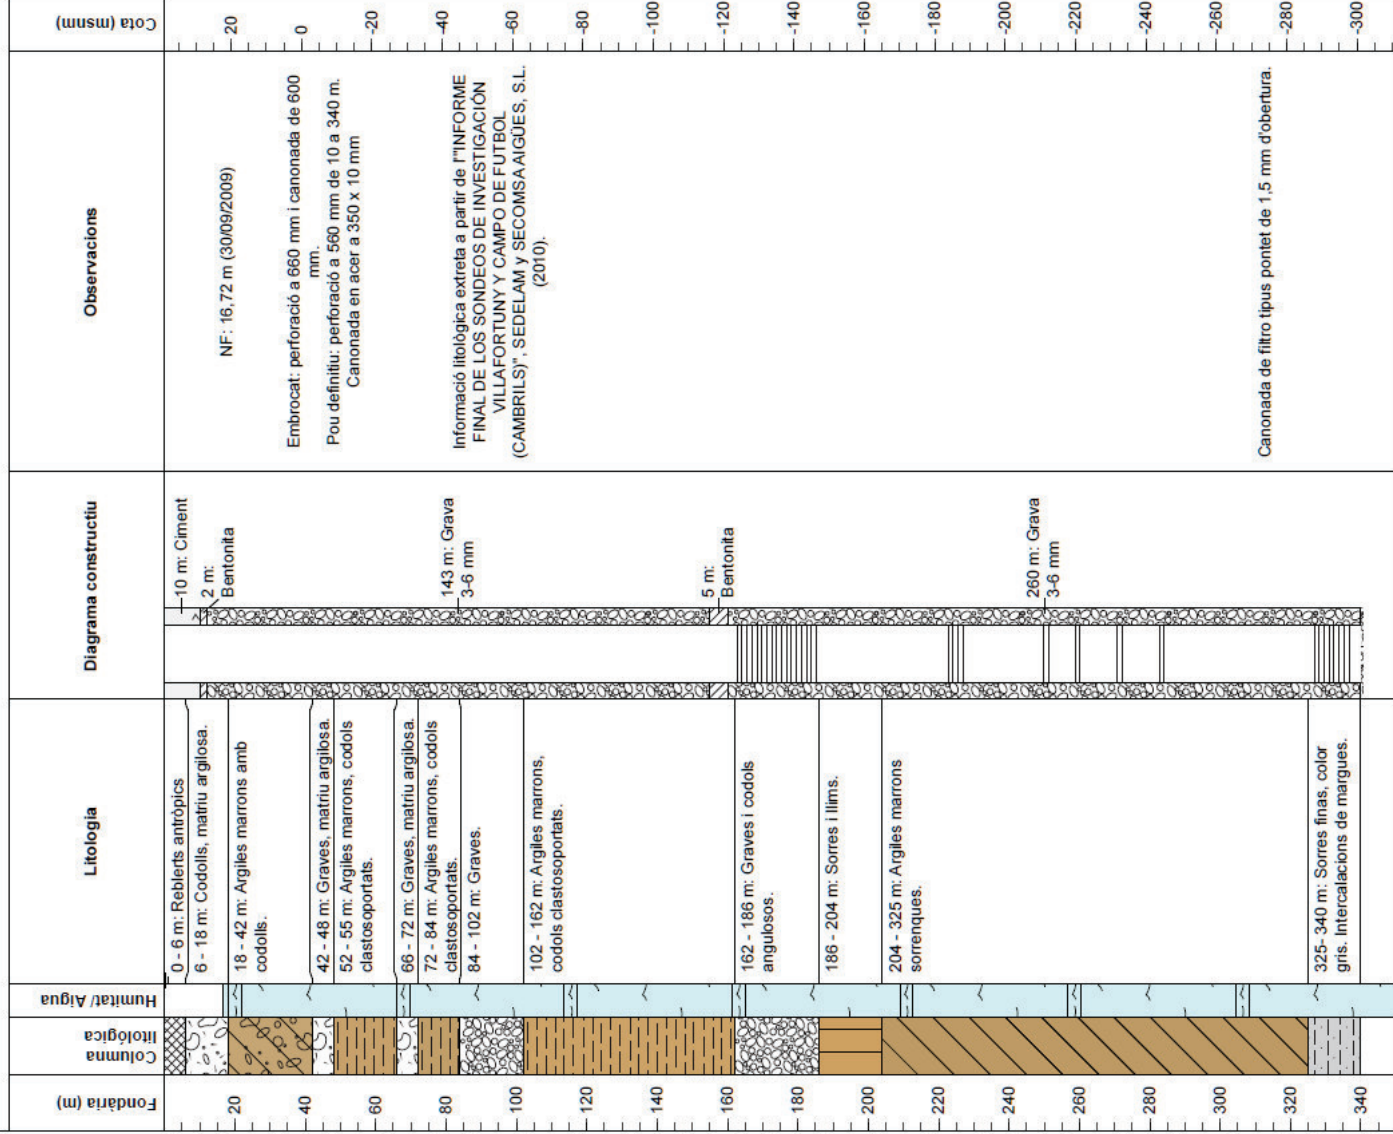 Fondària (m)
Columna
litológica
Humitat/ Aigua
Litologia
Diagrama constructiu
Observacions
Cota (msnm)
20
40
60
80
100
120
140
160
180
200
220
240
260
280
300
320
340
0 - 6 m: Reblerts antròpics
6 - 18 m: Codolls, matriu argilosa.
18 - 42 m: Argiles marrons amb
codolls.
42 - 48 m: Graves, matriu argilosa.
52 - 55 m: Argiles marrons, codols
clastosoportats.
66 - 72 m: Graves, matriu argilosa.
72 - 84 m: Argiles marrons, codols
clastosoportats.
84 - 102 m: Graves.
102 - 162 m: Argiles marrons,
codols clastosoportats.
162 - 186 m: Graves i codols
angulosos.
186 - 204 m: Sorres i llims.
204 - 325 m: Argiles marrons
sorrenques.
325- 340 m: Sorres finas, color
gris. Intercalacions de margues.
10 m: Ciment
2 m:
Bentonita
143 m: Grava
3-6 mm
5 m:
Bentonita
260 m: Grava
3-6 mm
NF: 16,72 m (30/09/2009)
Embrocat: perforació a 660 mm i canonada de 600
mm.
Pou definitiu: perforació a 560 mm de 10 a 340 m.
Canonada en acer a 350 x 10 mm
Informació litològica extreta a partir de l'"INFORME
FINAL DE LOS SONDEOS DE INVESTIGACIÓN
VILLAFORTUNY Y CAMPO DE FUTBOL
(CAMBRILS)", SEDELAM y SECOMSA AIGÜES, S.L.
(2010).
Canonada de filtro tipus pontet de 1,5 mm d'obertura.
20
0
-20
-40
-60
-80
-100
-120
-140
-160
-180
-200
-220
-240
-260
-280
-300